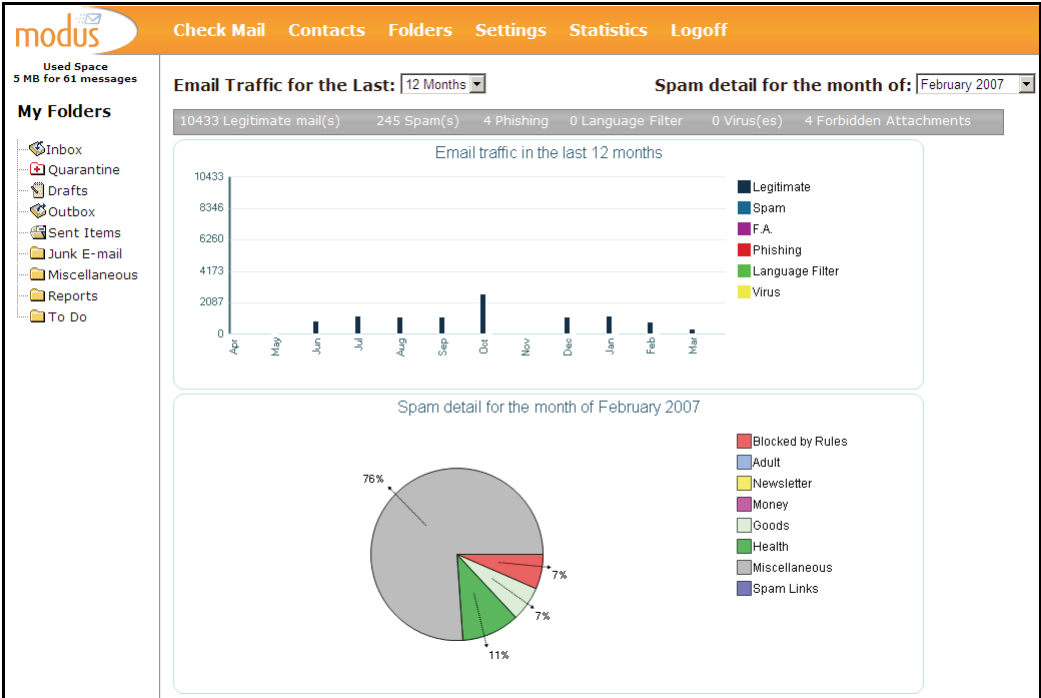 modus
Check Mail Contacts Folders Settings Statistics Logoff
Used Space
5 MB for 61 messages
My Folders
Inbox
Quarantine
Drafts
Outbox
Sent Items
Junk E-mail
Miscellaneous
Reports
To Do
Email Traffic for the Last: 12 Months
Spam detail for the month of: February 2007
10433 Legitimate mail(s) 245 Spam(s) 4 Phishing 0 Language Filter 0 Virus(es) 4 Forbidden Attachments
Email traffic in the last 12 months
10433
8346
6260
4173
2087
0
Apr May Jun Jul Aug Sep Oct Nov Dec Jan Feb Mar
Legitimate
Spam
F.A.
Phishing
Language Filter
Virus
Spam detail for the month of February 2007
76%
7%
7%
11%
Blocked by Rules
Adult
Newsletter
Money
Goods
Health
Miscellaneous
Spam Links